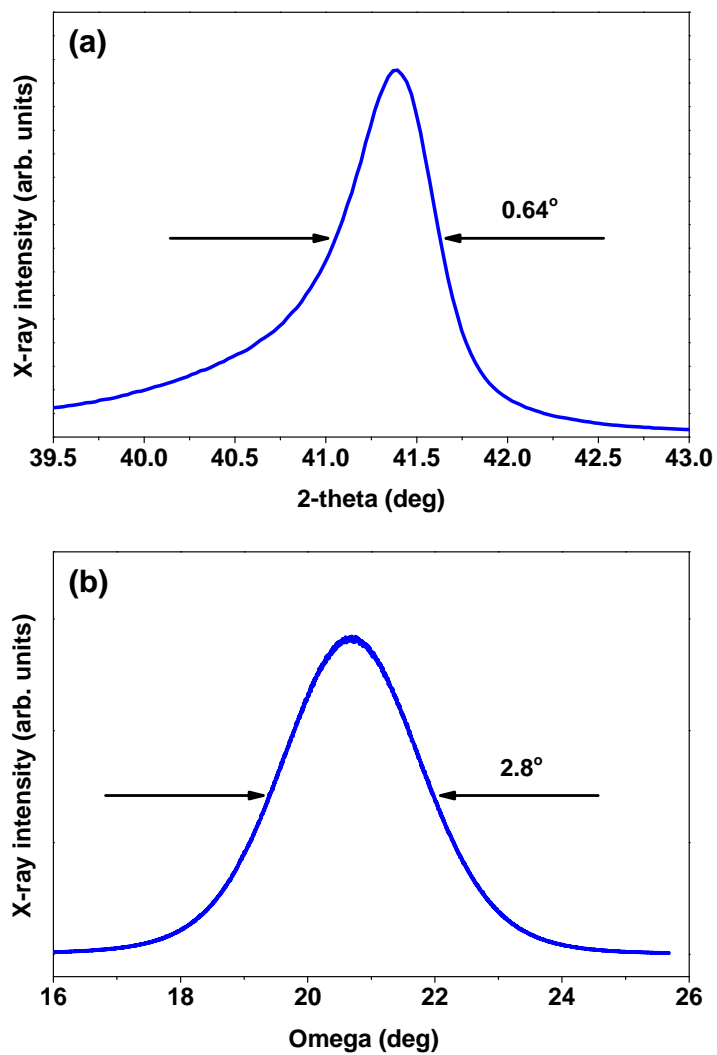 (a)
X-ray intensity (arb. units)
0.64°
39.5 40.0 40.5 41.0 41.5 42.0 42.5 43.0
2-theta (deg)
(b)
X-ray intensity (arb. units)
2.8°
16 18 20 22 24 26
Omega (deg)